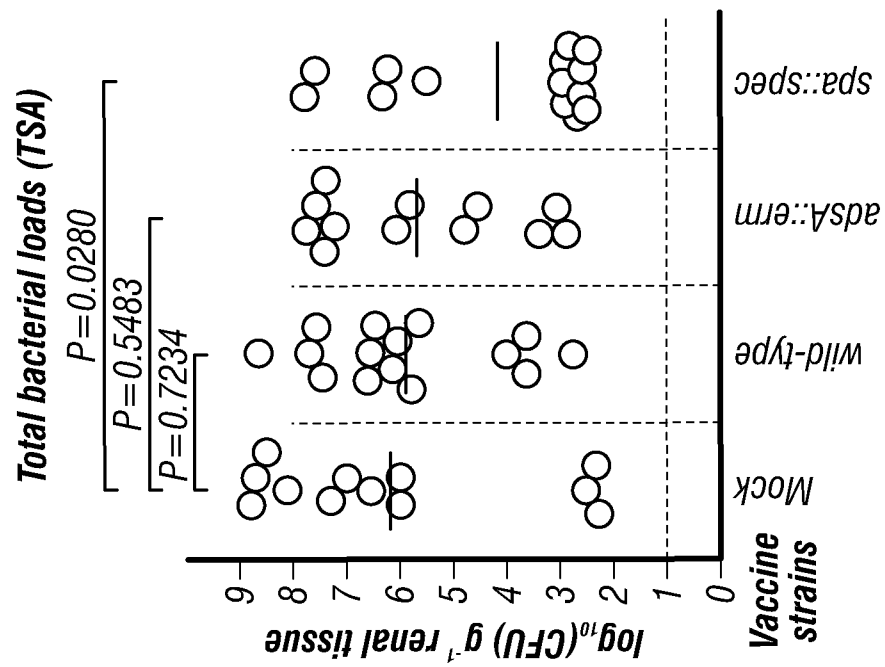 Total bacterial loads (TSA)
P=0.0280
P=0.5483
P=0.7234
log₁₀(CFU) g⁻¹ renal tissue
9
8
7
6
5
4
3
2
1
0
Vaccine
strains
Mock
wild-type
adsA::erm
spa::spec